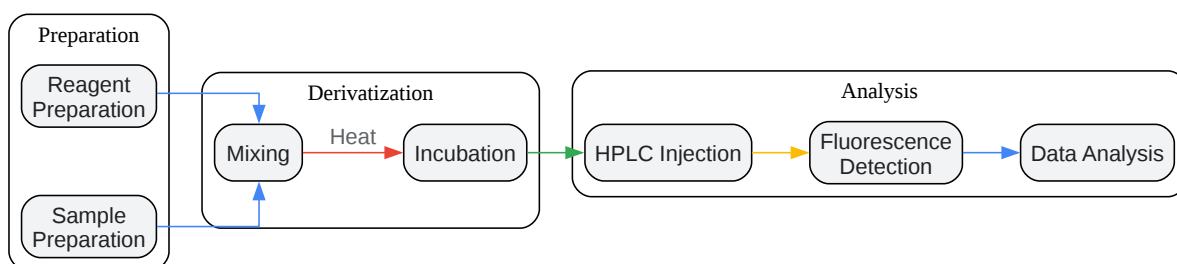 Preparation
Reagent
Preparation
Sample
Preparation
Derivatization
Mixing
Heat
Incubation
Analysis
HPLC Injection
Fluorescence
Detection
Data Analysis